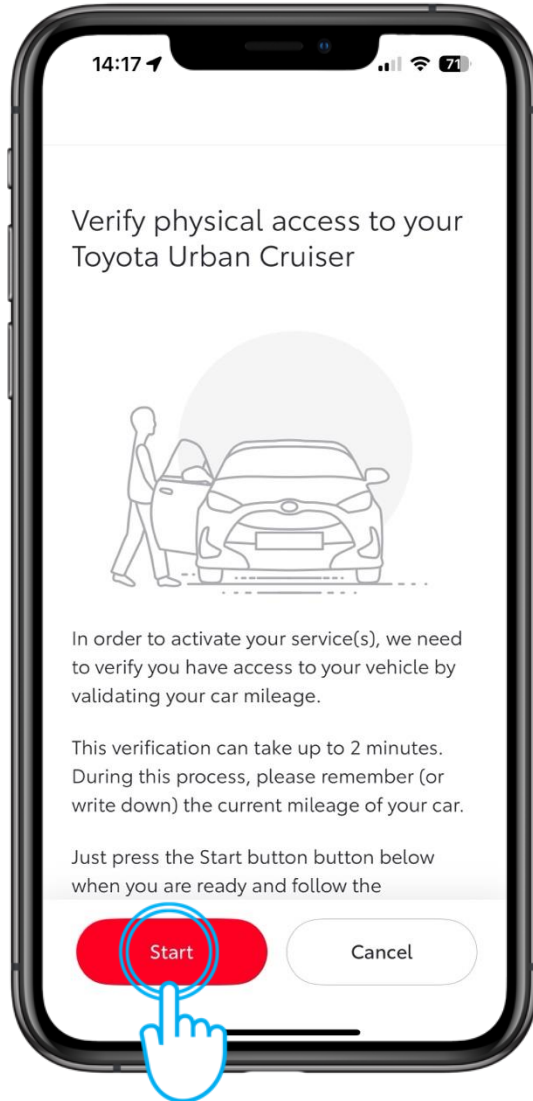 14:17
71
Verify physical access to your
Toyota Urban Cruiser
In order to activate your service(s), we need
to verify you have access to your vehicle by
validating your car mileage.
This verification can take up to 2 minutes.
During this process, please remember (or
write down) the current mileage of your car.
Just press the Start button button below
when you are ready and follow the
Start
Cancel